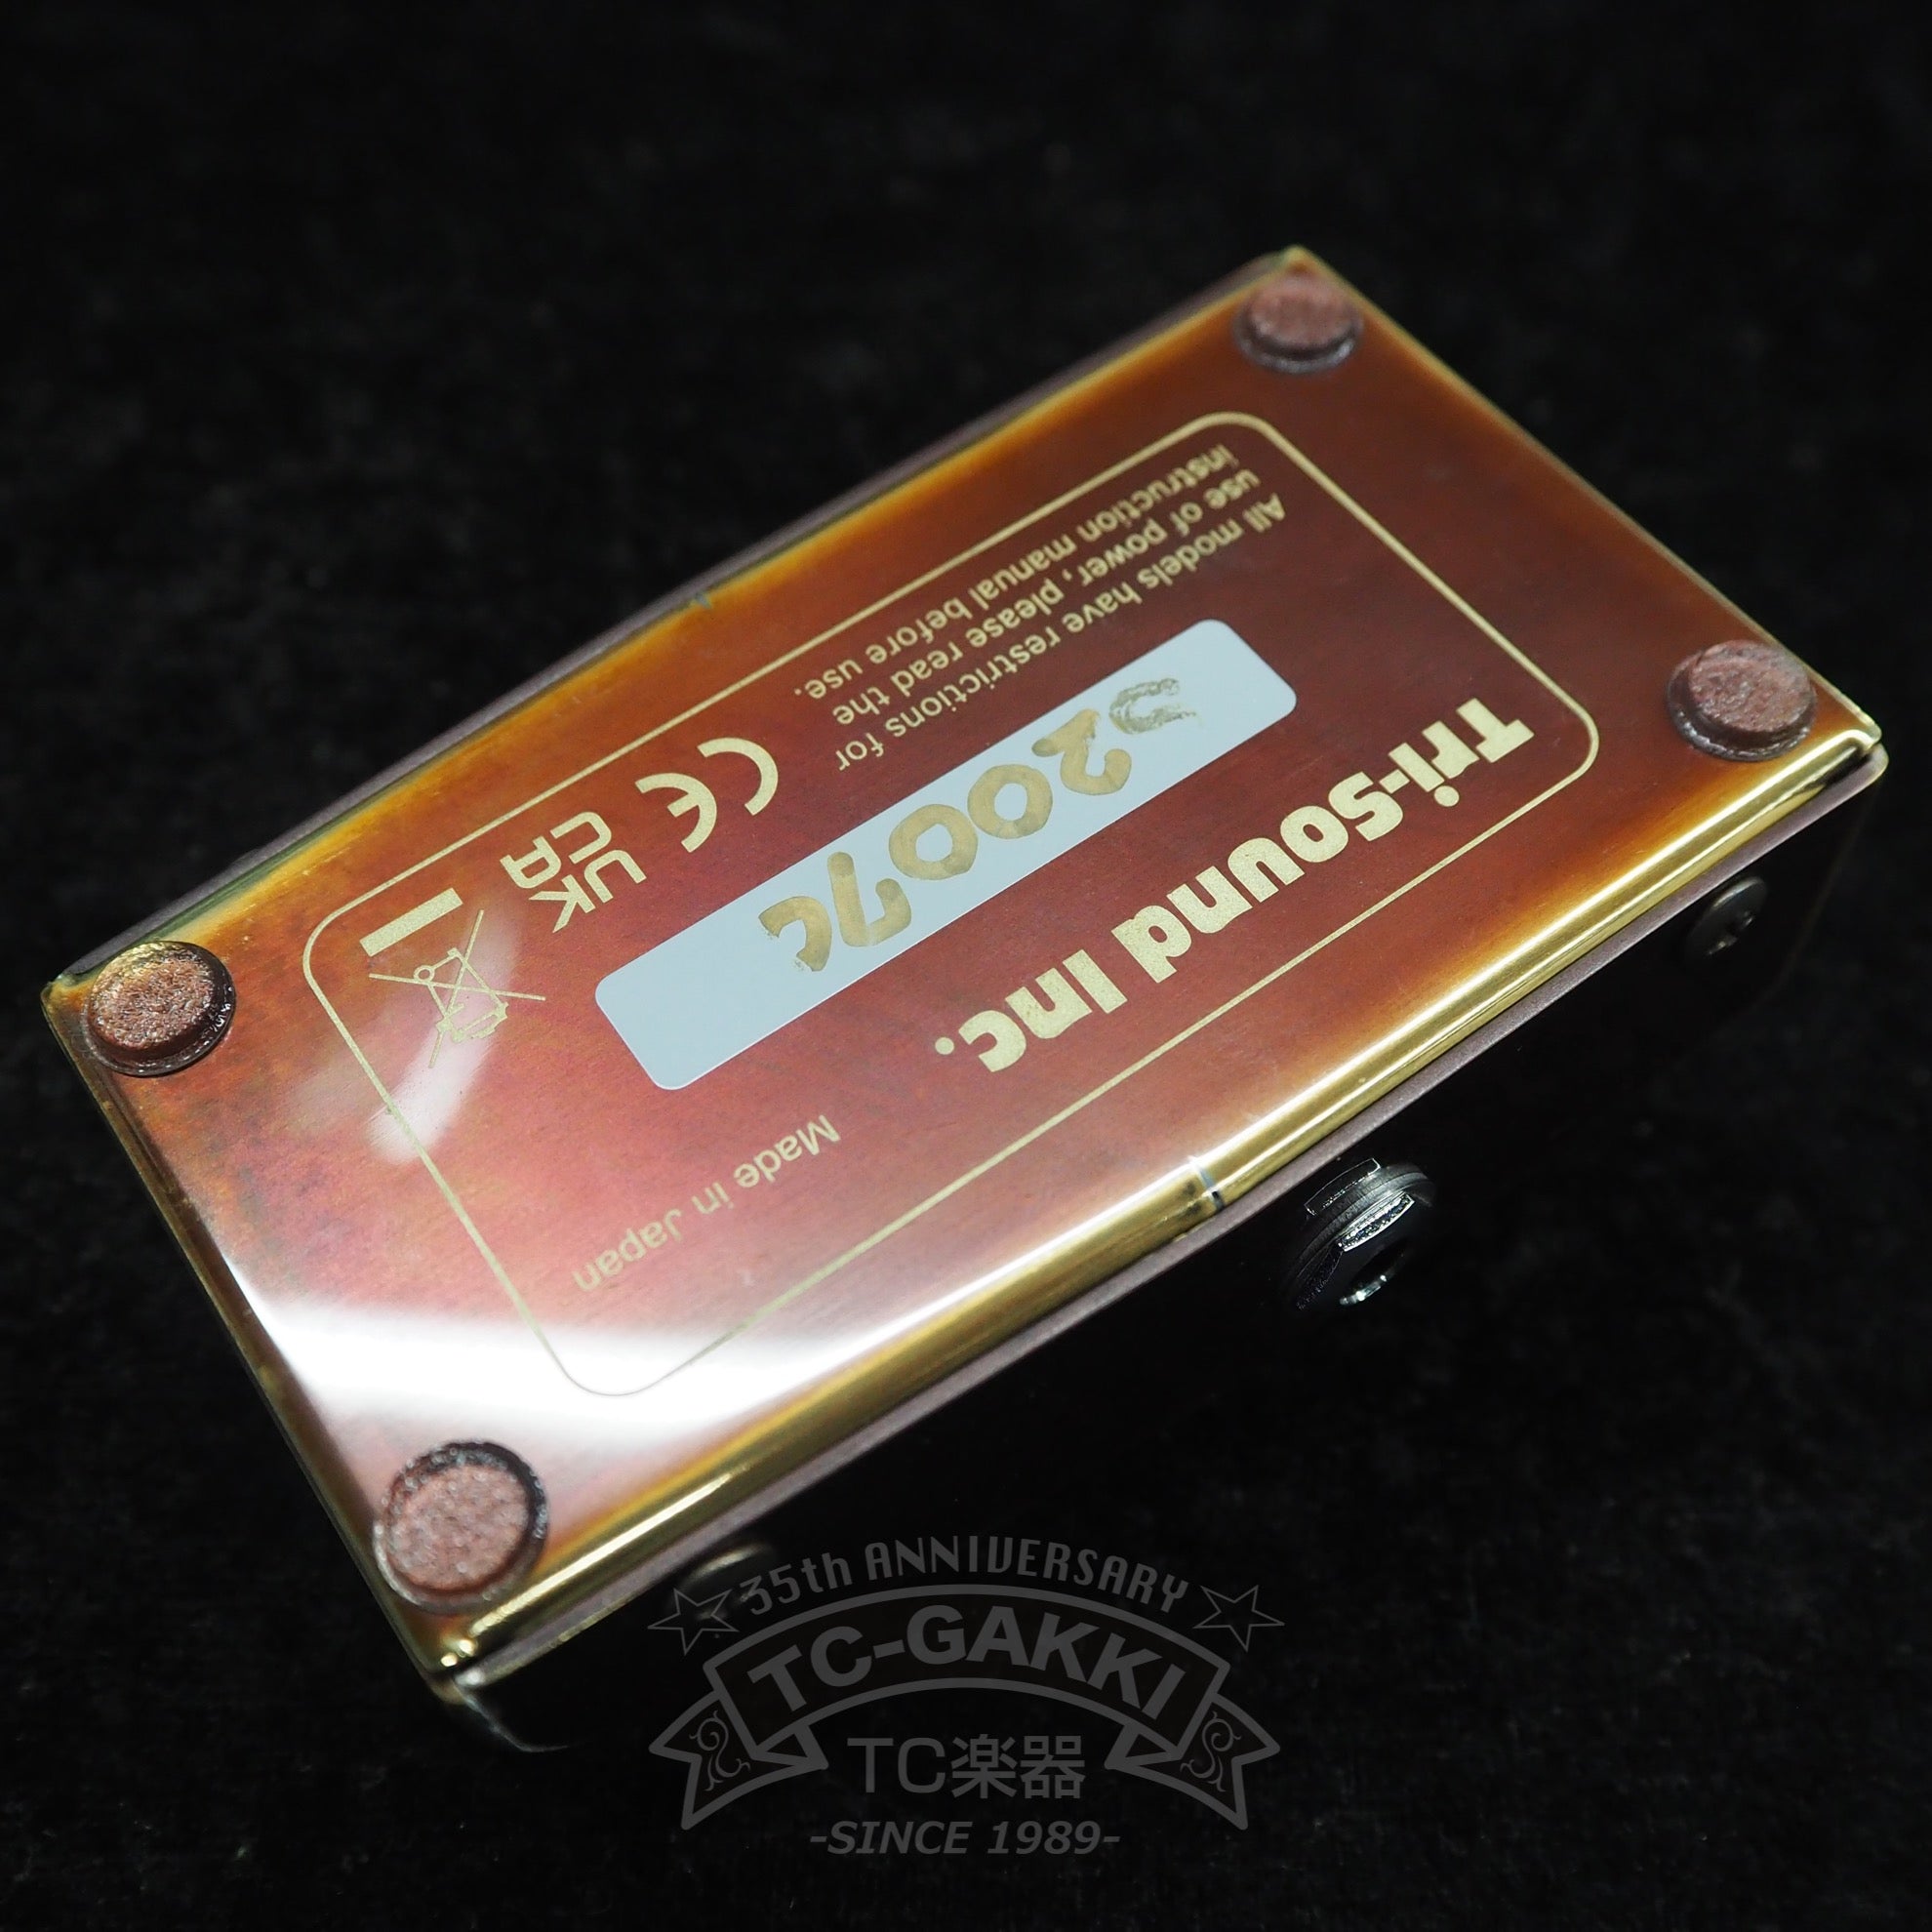 Tri-Sound Inc.
Made in Japan
All models have restrictions for
use of power, please read the
instruction manual before use.
CE
UK
CA
35th ANNIVERSARY
TC-GAKKI
TC楽器
-SINCE 1989-